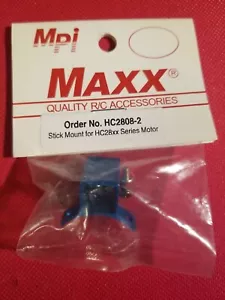 Mpi
MAXX®
QUALITY R/C ACCESSORIES
Order No. HC2808-2
Stick Mount for HC28xx Series Motor